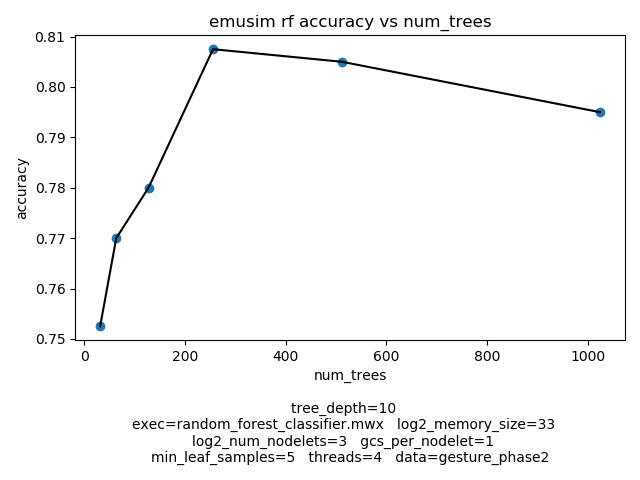 emusim rf accuracy vs num_trees
0.81
0.80
0.79
0.78
0.77
0.76
0.75
accuracy
0 200 400 600 800 1000
num_trees
tree_depth=10
exec=random_forest_classifier.mwx log2_memory_size=33
log2_num_nodelets=3 gcs_per_nodelet=1
min_leaf_samples=5 threads=4 data=gesture_phase2